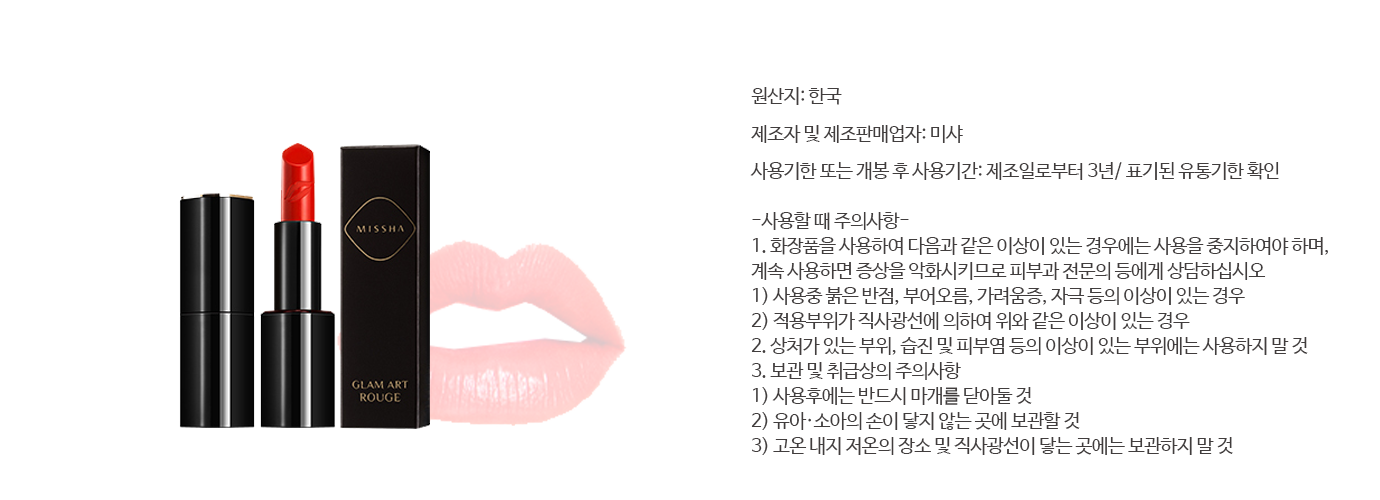 MISSHA
GLAM ART
ROUGE
원산지: 한국
제조자 및 제조판매업자: 미샤
사용기한 또는 개봉 후 사용기간: 제조일로부터 3년/ 표기된 유통기한 확인
-사용할 때 주의사항-
1. 화장품을 사용하여 다음과 같은 이상이 있는 경우에는 사용을 중지하여야 하며,
계속 사용하면 증상을 악화시키므로 피부과 전문의 등에게 상담하십시오
1) 사용중 붉은 반점, 부어오름, 가려움증, 자극 등의 이상이 있는 경우
2) 적용부위가 직사광선에 의하여 위와 같은 이상이 있는 경우
2. 상처가 있는 부위, 습진 및 피부염 등의 이상이 있는 부위에는 사용하지 말 것
3. 보관 및 취급상의 주의사항
1) 사용후에는 반드시 마개를 닫아둘 것
2) 유아·소아의 손이 닿지 않는 곳에 보관할 것
3) 고온 내지 저온의 장소 및 직사광선이 닿는 곳에는 보관하지 말 것